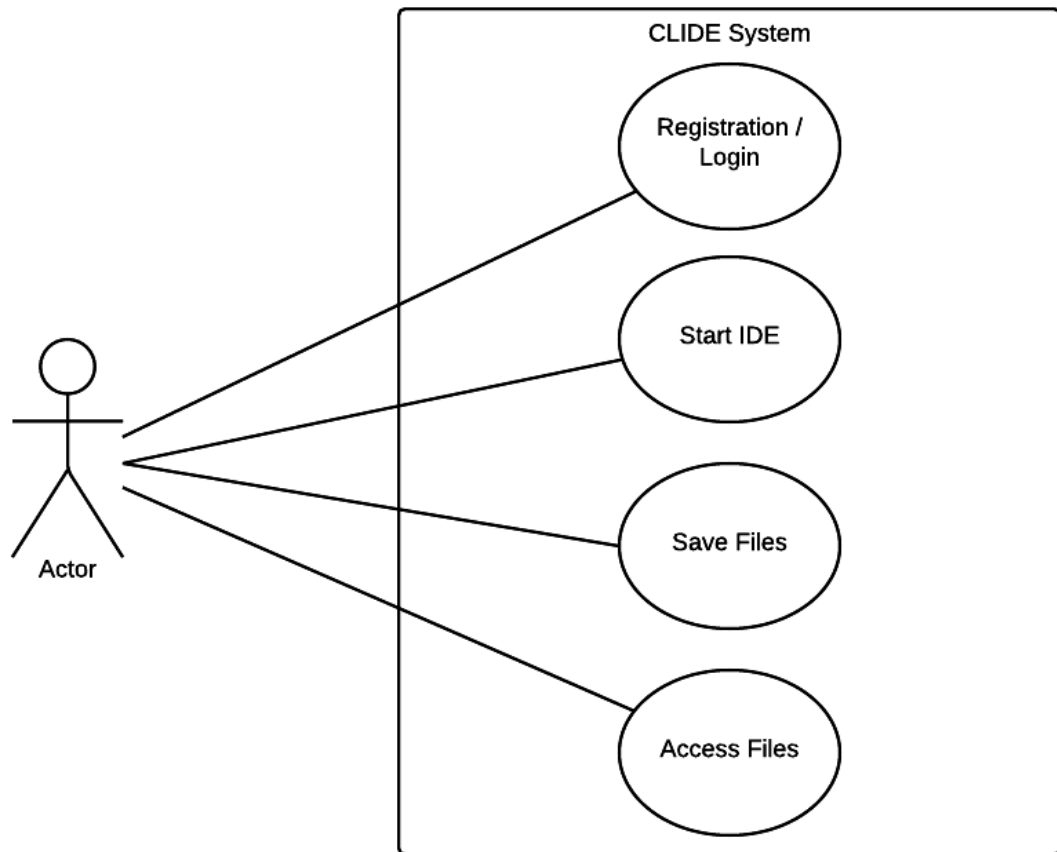 CLIDE System
Registration /
Login
Start IDE
Save Files
Actor
Access Files